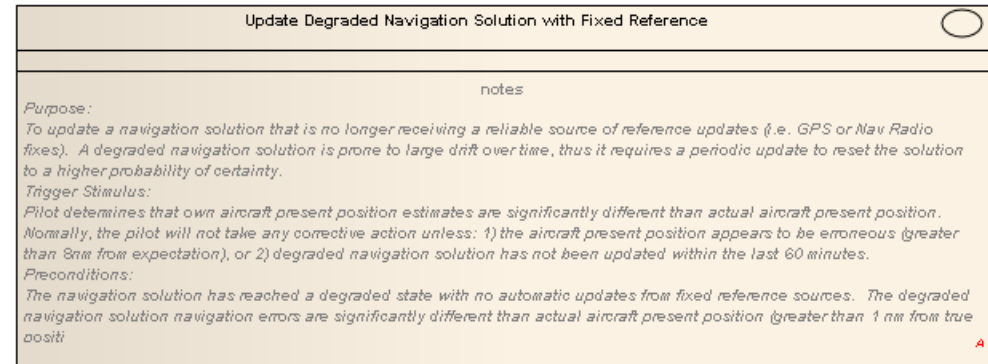 Update Degraded Navigation Solution with Fixed Reference
notes
Purpose:
To update a navigation solution that is no longer receiving a reliable source of reference updates (i.e. GPS or Nav Radio
fixes).  A degraded navigation solution is prone to large drift over time, thus it requires a periodic update to reset the solution
to a higher probability of certainty.
Trigger Stimulus:
Pilot determines that own aircraft present position estimates are significantly different than actual aircraft present position.
Normally, the pilot will not take any corrective action unless: 1) the aircraft present position appears to be erroneous (greater
than 8nm from expectation), or 2) degraded navigation solution has not been updated within the last 60 minutes.
Preconditions:
The navigation solution has reached a degraded state with no automatic updates from fixed reference sources.  The degraded
navigation solution navigation errors are significantly different than actual aircraft present position (greater than 1 nm from true
positi
A